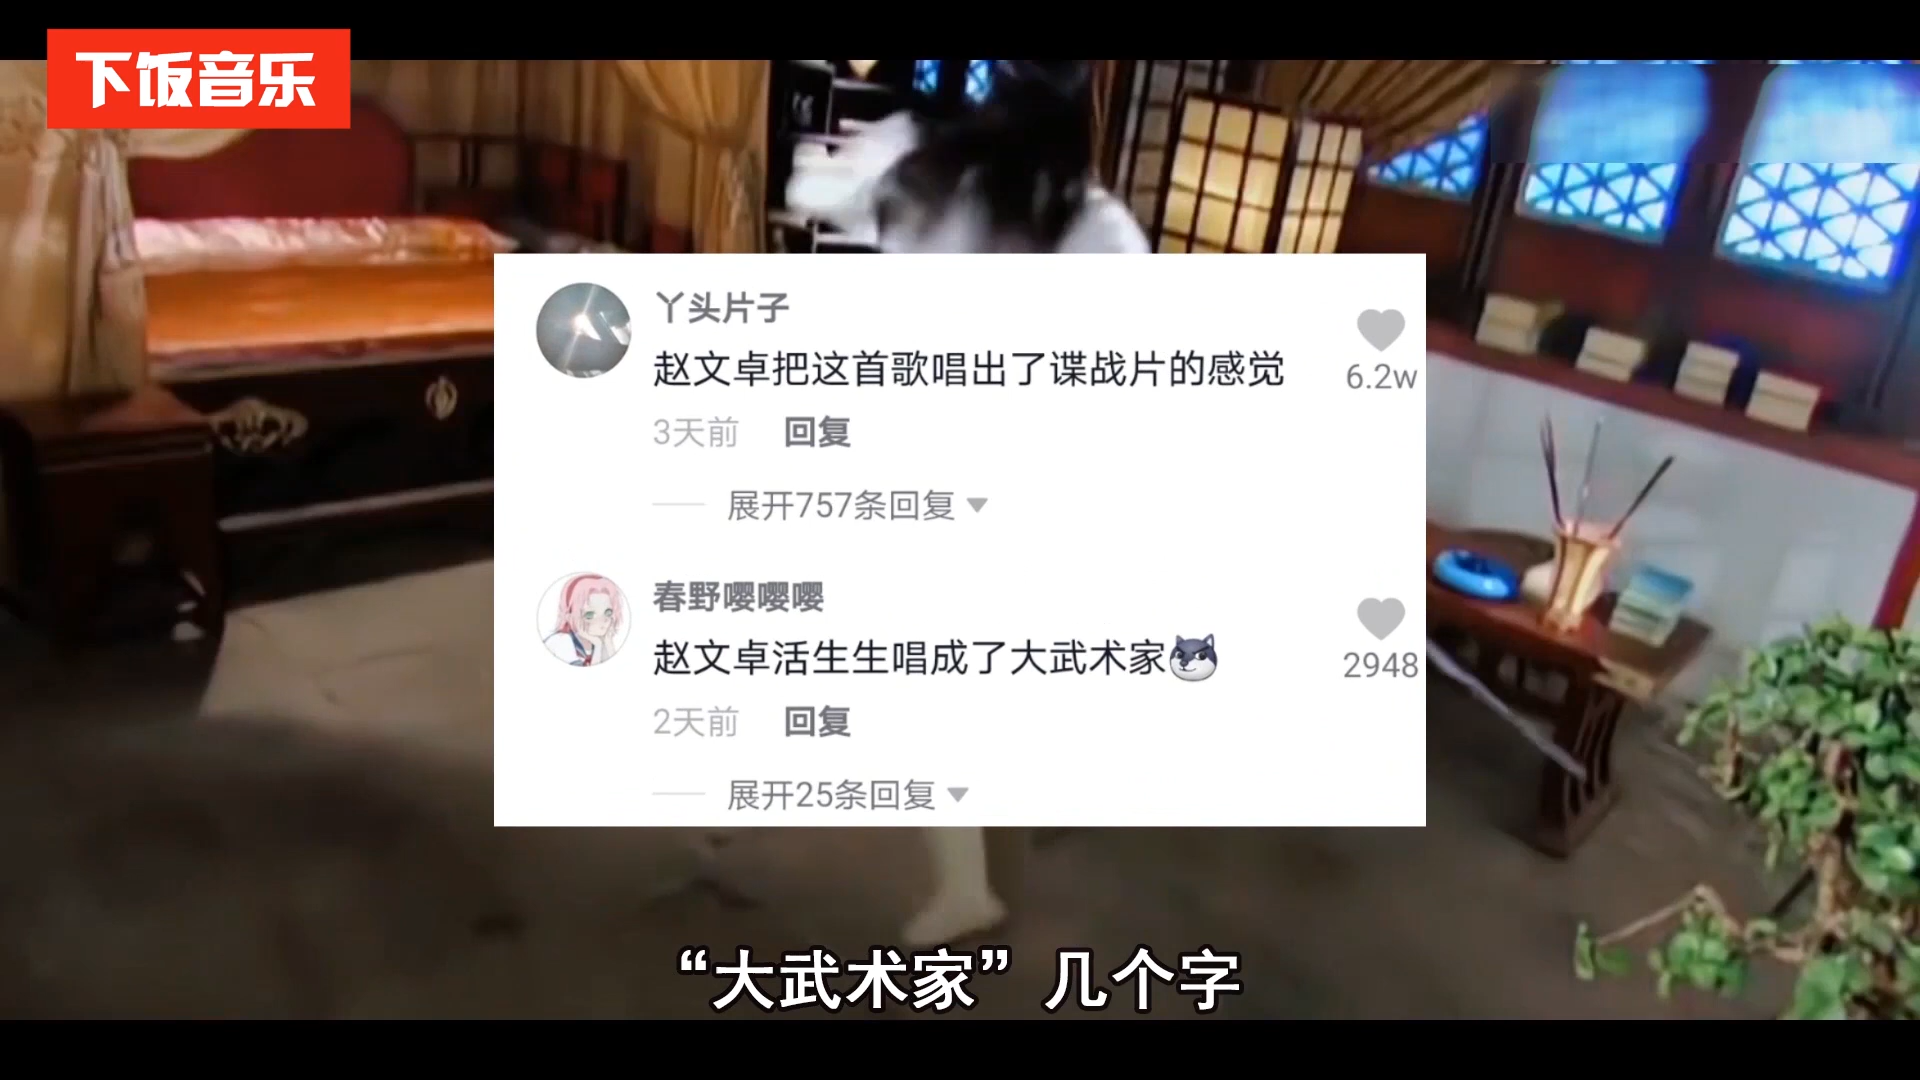 下饭音乐
丫头片子
赵文卓把这首歌唱出了谍战片的感觉
6.2w
3天前 回复
展开757条回复
春野嘤嘤嘤
赵文卓活生生唱成了大武术家
2948
2天前 回复
展开25条回复
“大武术家”几个字